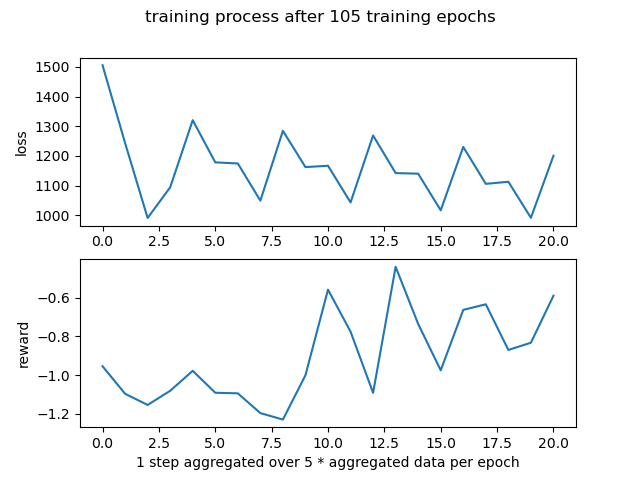 training process after 105 training epochs
1500
1400
1300
1200
1100
1000
loss
0.0 2.5 5.0 7.5 10.0 12.5 15.0 17.5 20.0
−0.6
−0.8
−1.0
−1.2
reward
0.0 2.5 5.0 7.5 10.0 12.5 15.0 17.5 20.0
1 step aggregated over 5 * aggregated data per epoch